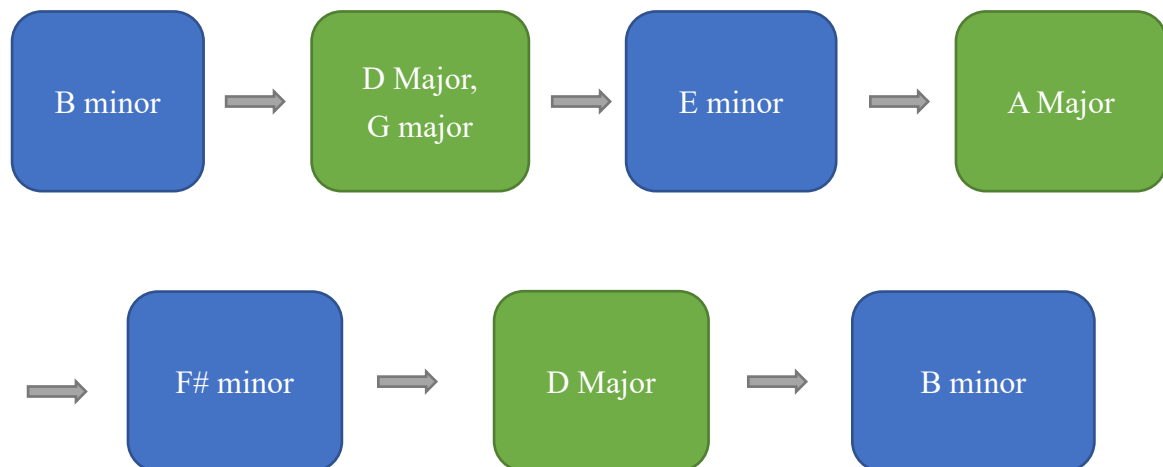 B minor
D Major,
G major
E minor
A Major
F# minor
D Major
B minor